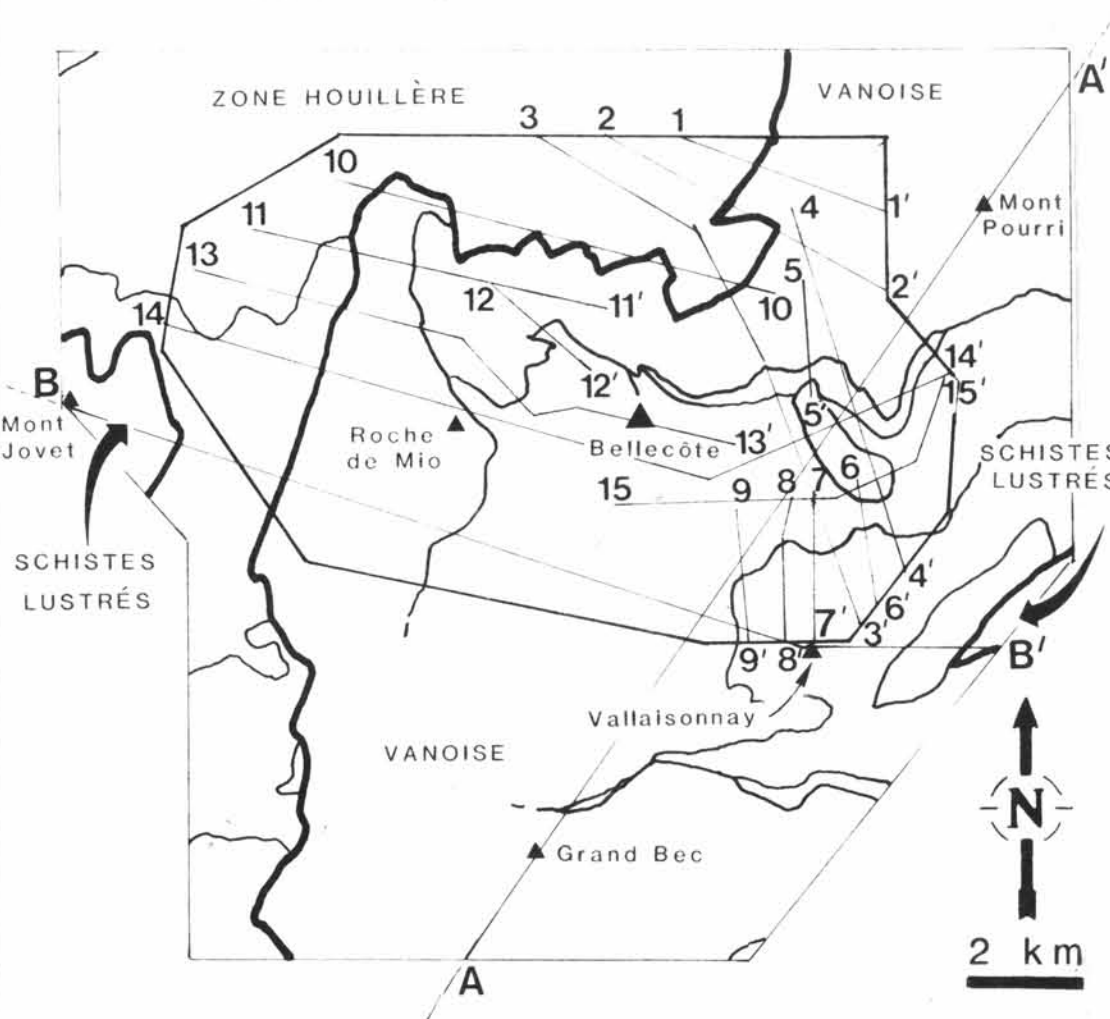 A'
ZONE HOUILLÈRE
VANOISE
3
2
1
10
4
1'
Mont
Pourri
11
13
5
2'
12
11'
10
14
14'
B
12'
5'
15'
Mont
Jovet
Roche
de Mio
Bellecôte
13'
SCHISTES
LUSTRÉS
15
9
8
7
6
SCHISTES
LUSTRÉS
4'
6'
7'
3'
9'
8'
B'
Vallaisonnay
VANOISE
N
Grand Bec
2 km
A